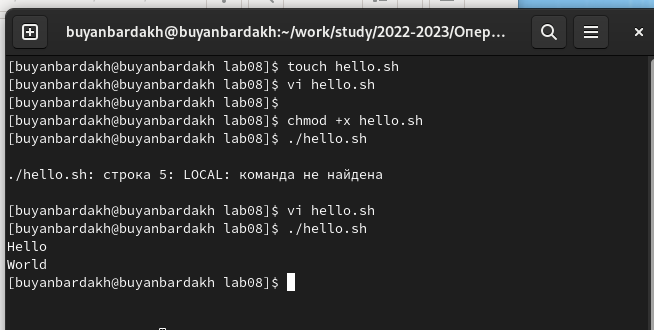 buyanbardakh@buyanbardakh:~/work/study/2022-2023/Опер...
[buyanbardakh@buyanbardakh lab08]$ touch hello.sh
[buyanbardakh@buyanbardakh lab08]$ vi hello.sh
[buyanbardakh@buyanbardakh lab08]$
[buyanbardakh@buyanbardakh lab08]$ chmod +x hello.sh
[buyanbardakh@buyanbardakh lab08]$ ./hello.sh
./hello.sh: строка 5: LOCAL: команда не найдена
[buyanbardakh@buyanbardakh lab08]$ vi hello.sh
[buyanbardakh@buyanbardakh lab08]$ ./hello.sh
Hello
World
[buyanbardakh@buyanbardakh lab08]$